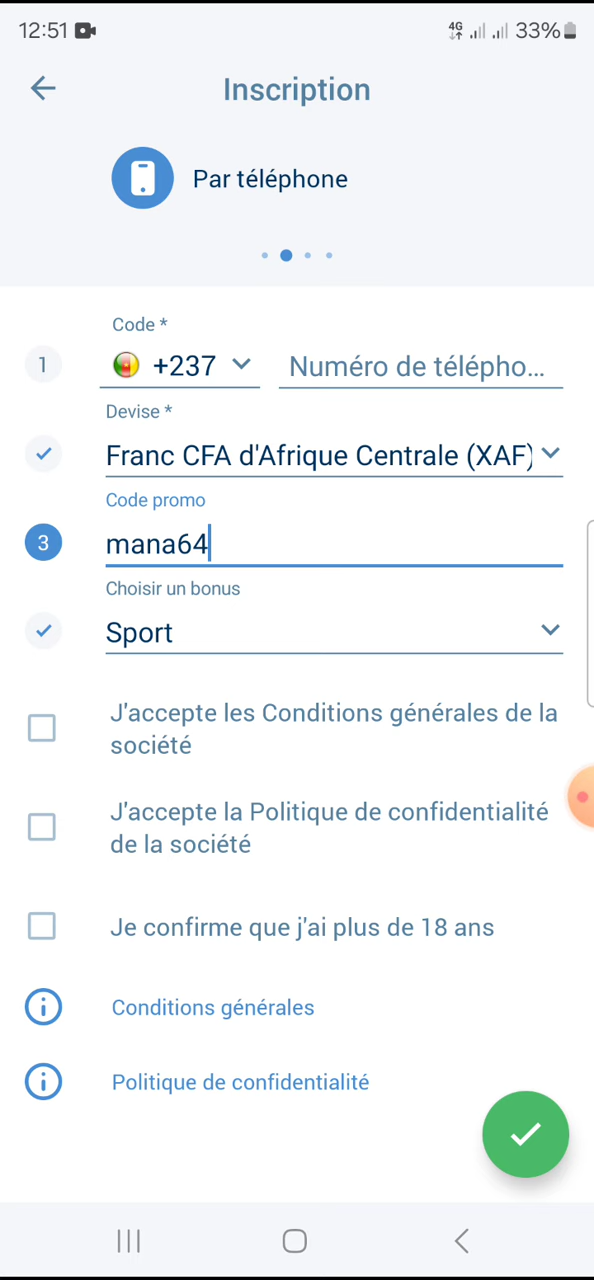 12:51
4G
33%
Inscription
Par téléphone
Code *
1
+237
Numéro de télépho...
Devise *
Franc CFA d'Afrique Centrale (XAF)
Code promo
3
mana64
Choisir un bonus
Sport
J'accepte les Conditions générales de la
société
J'accepte la Politique de confidentialité
de la société
Je confirme que j'ai plus de 18 ans
Conditions générales
Politique de confidentialité